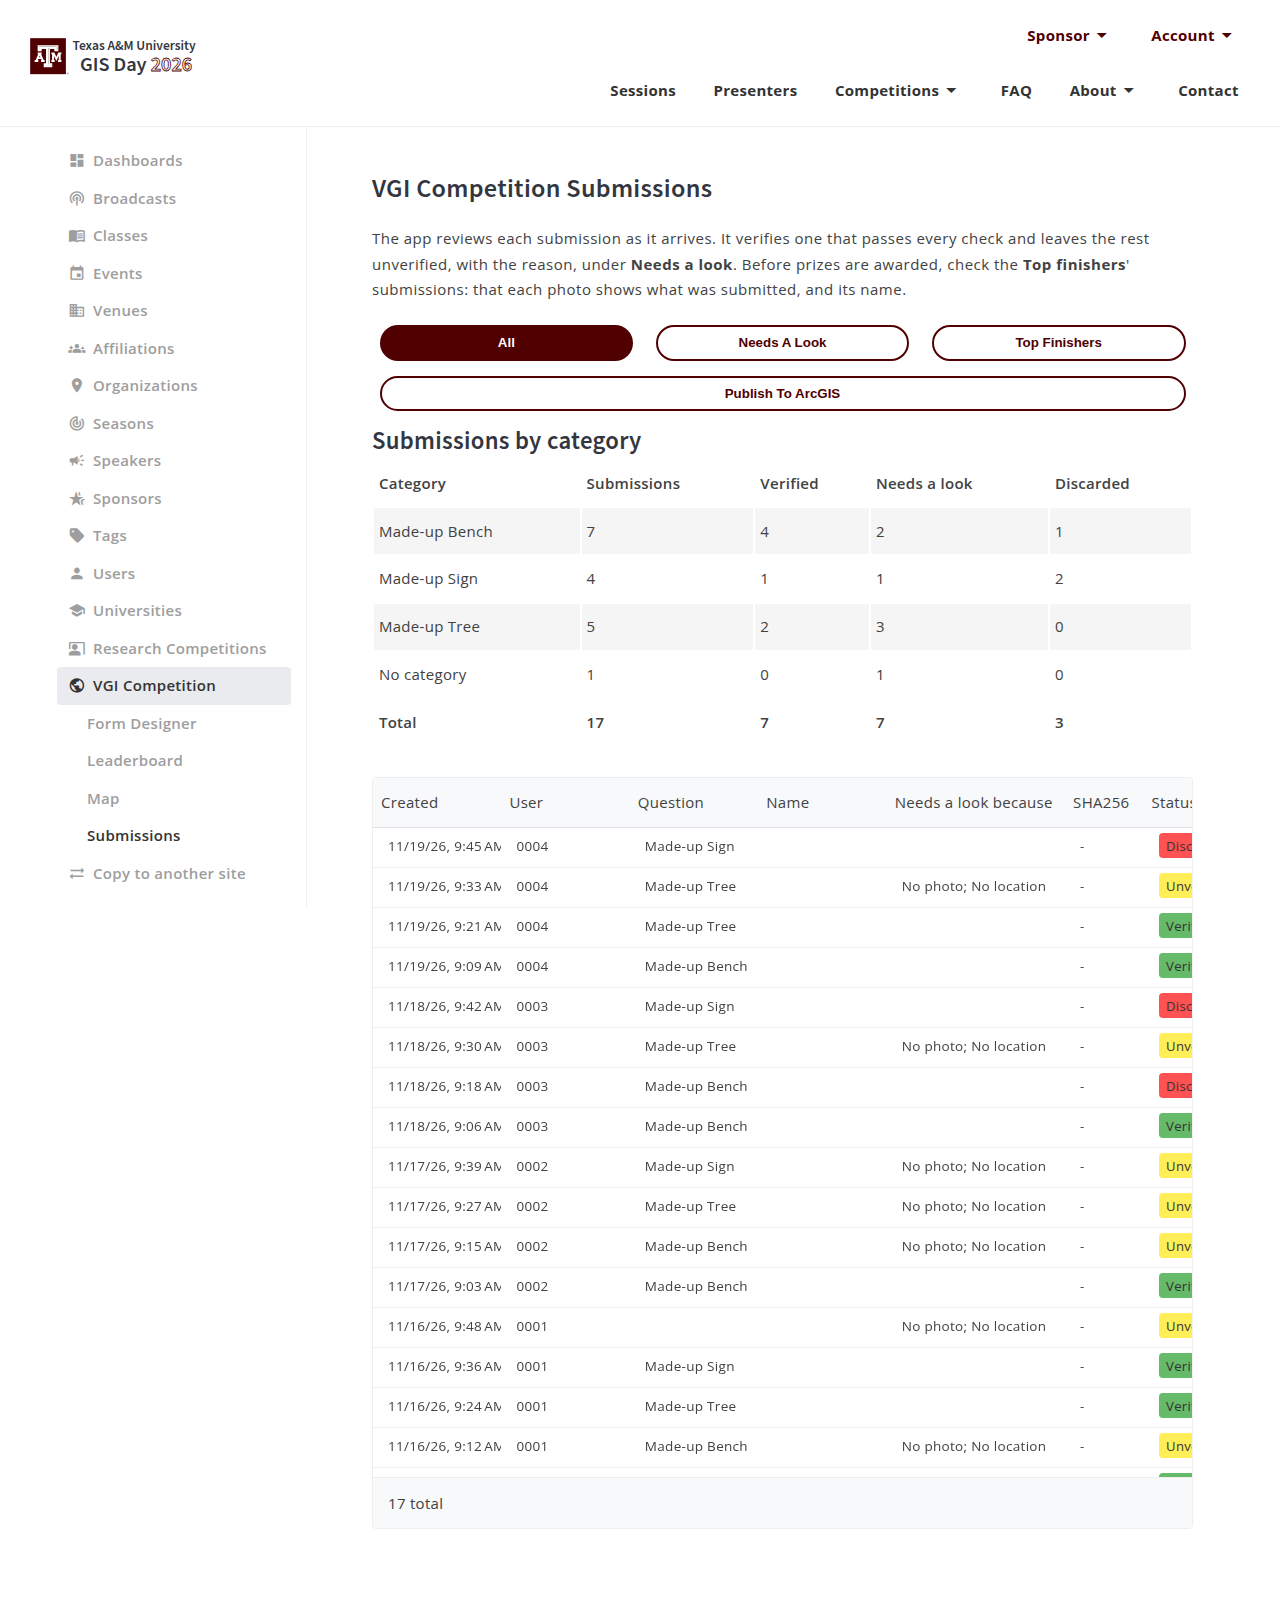 Texas A&M University
GIS Day 2026
Sponsor
Account
Sessions
Presenters
Competitions
FAQ
About
Contact
Dashboards
Broadcasts
Classes
Events
Venues
Affiliations
Organizations
Seasons
Speakers
Sponsors
Tags
Users
Universities
Research Competitions
VGI Competition
Form Designer
Leaderboard
Map
Submissions
Copy to another site
VGI Competition Submissions
The app reviews each submission as it arrives. It verifies one that passes every check and leaves the rest
unverified, with the reason, under Needs a look. Before prizes are awarded, check the Top finishers'
submissions: that each photo shows what was submitted, and its name.
All
Needs A Look
Top Finishers
Publish To ArcGIS
Submissions by category
Category Submissions Verified Needs a look Discarded
Made-up Bench 7 4 2 1
Made-up Sign 4 1 1 2
Made-up Tree 5 2 3 0
No category 1 0 1 0
Total 17 7 7 3
Created User Question Name Needs a look because SHA256 Status
11/19/26, 9:45 AM 0004 Made-up Sign - Disc
11/19/26, 9:33 AM 0004 Made-up Tree No photo; No location - Unv
11/19/26, 9:21 AM 0004 Made-up Tree - Veri
11/19/26, 9:09 AM 0004 Made-up Bench - Veri
11/18/26, 9:42 AM 0003 Made-up Sign - Disc
11/18/26, 9:30 AM 0003 Made-up Tree No photo; No location - Unv
11/18/26, 9:18 AM 0003 Made-up Bench - Disc
11/18/26, 9:06 AM 0003 Made-up Bench - Veri
11/17/26, 9:39 AM 0002 Made-up Sign No photo; No location - Unv
11/17/26, 9:27 AM 0002 Made-up Tree No photo; No location - Unv
11/17/26, 9:15 AM 0002 Made-up Bench No photo; No location - Unv
11/17/26, 9:03 AM 0002 Made-up Bench - Veri
11/16/26, 9:48 AM 0001 No photo; No location - Unv
11/16/26, 9:36 AM 0001 Made-up Sign - Veri
11/16/26, 9:24 AM 0001 Made-up Tree - Veri
11/16/26, 9:12 AM 0001 Made-up Bench No photo; No location - Unv
17 total